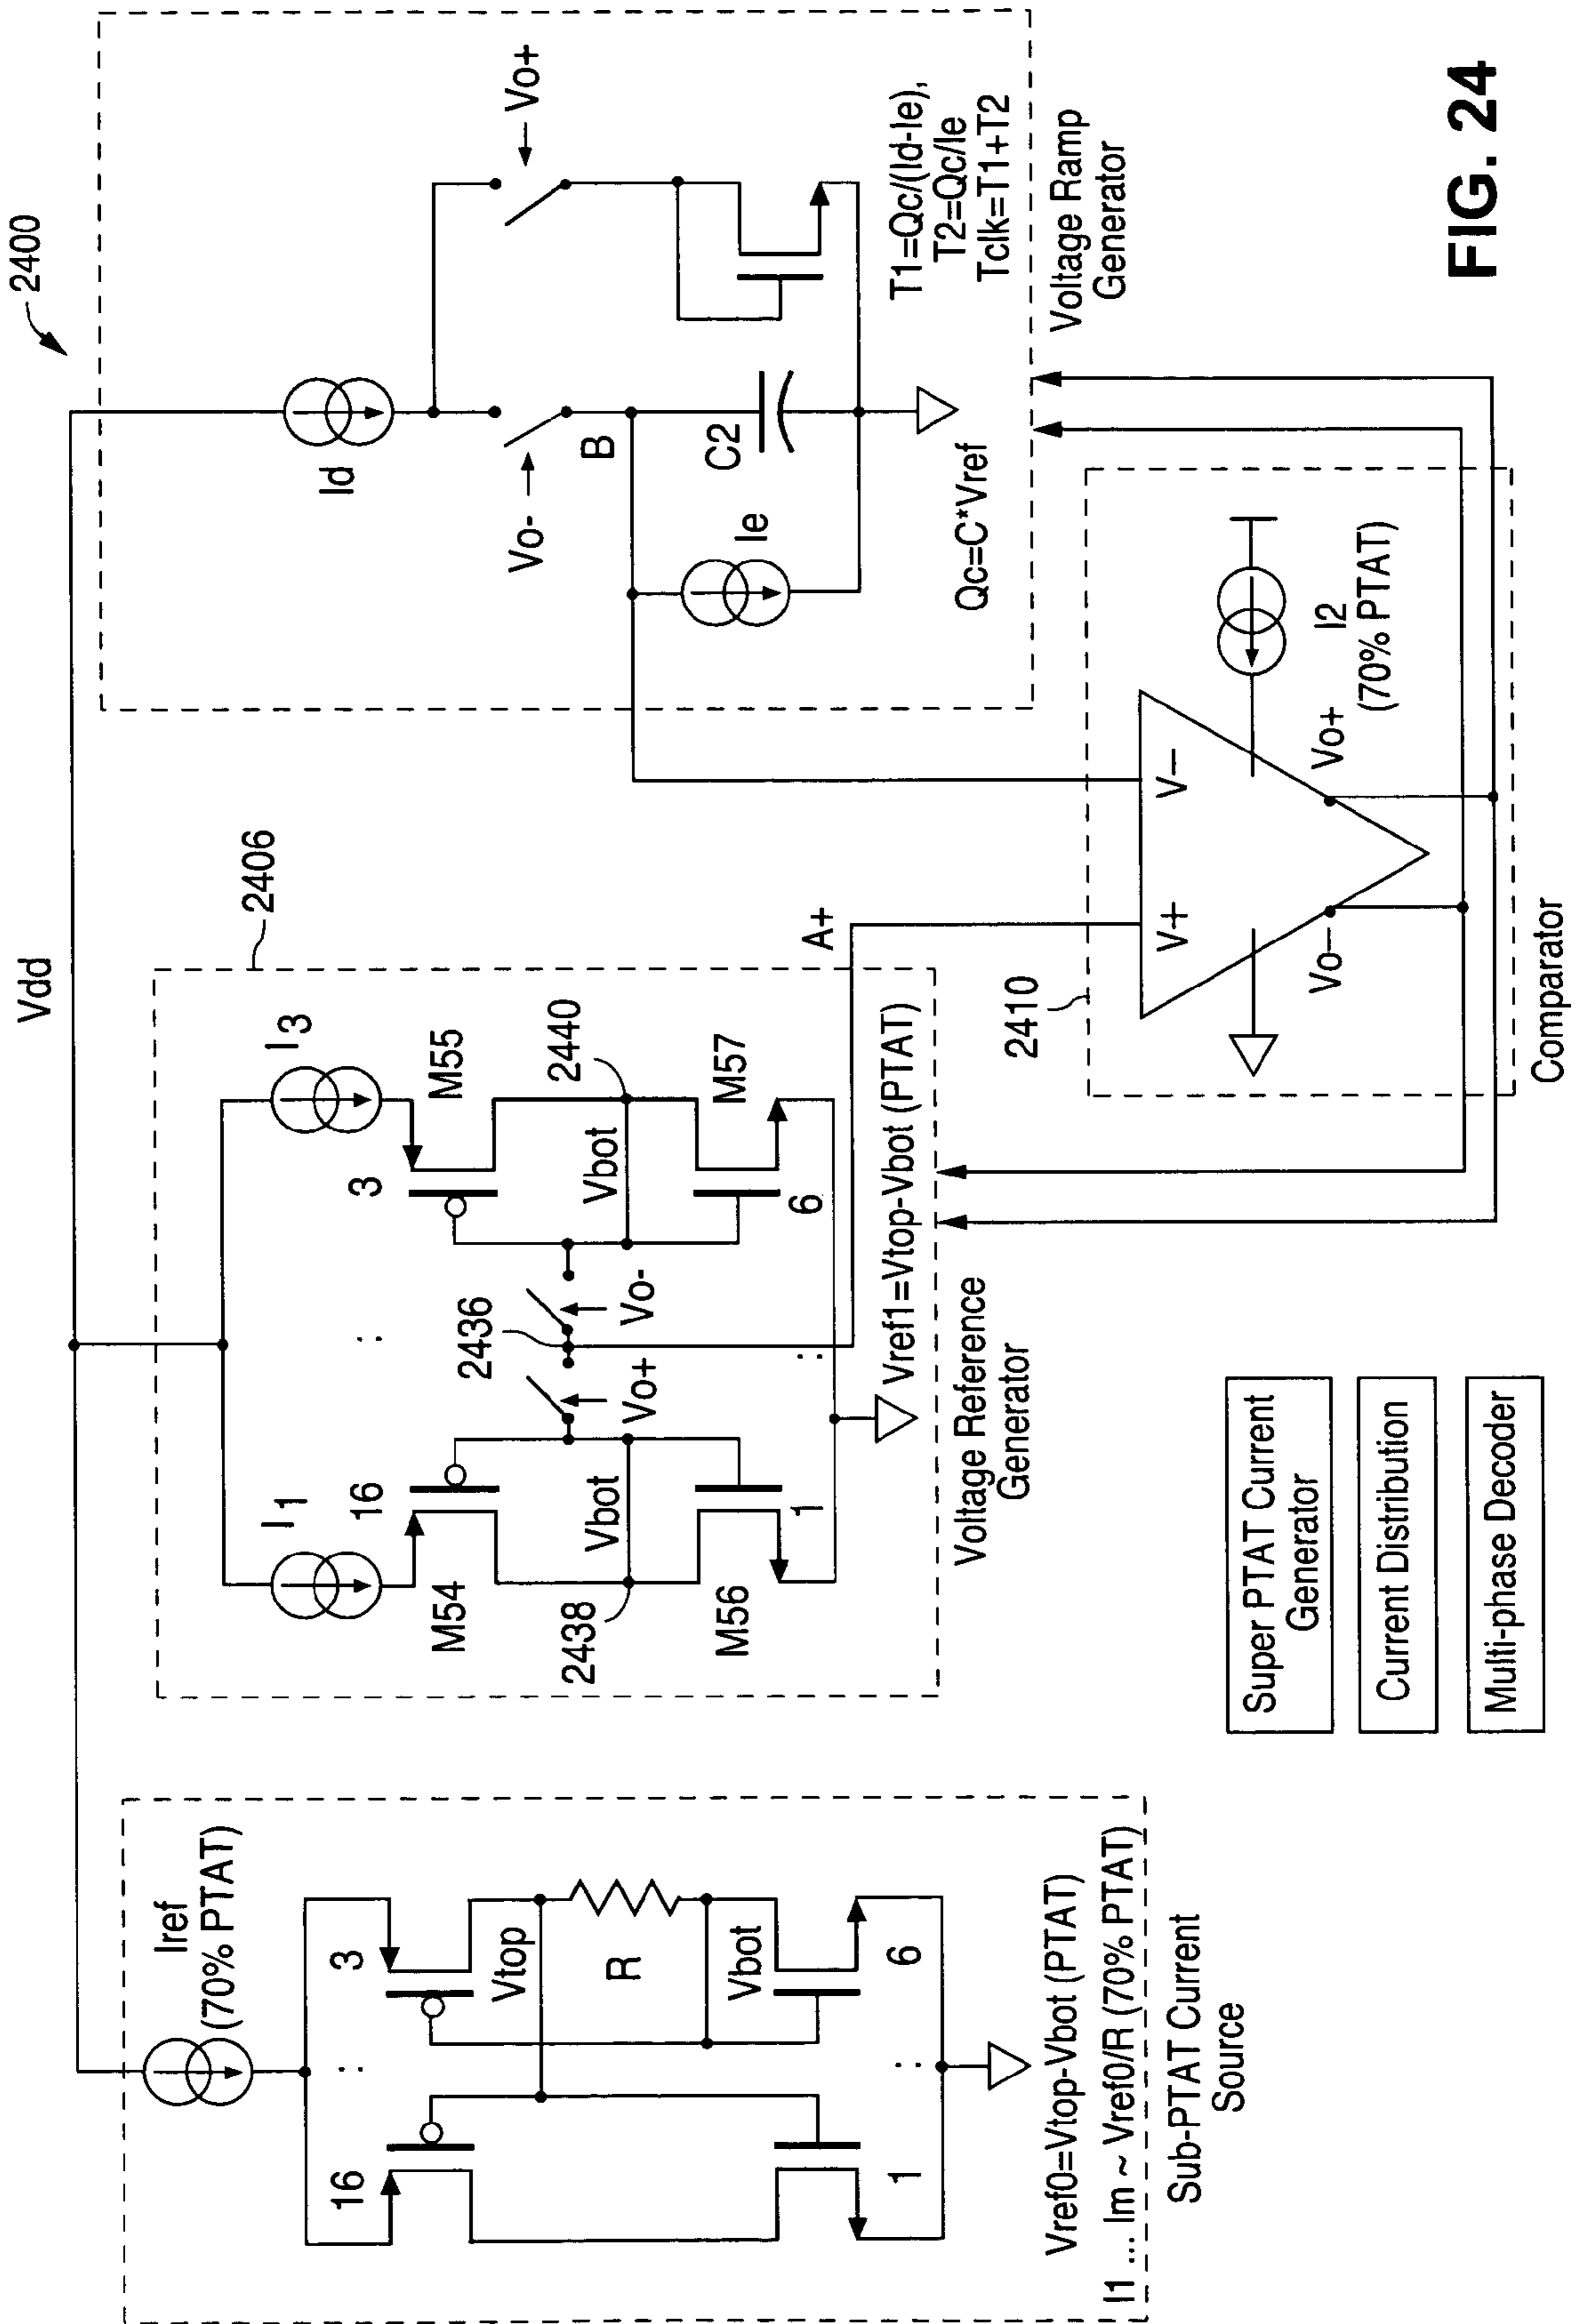 2400
Vdd
Iref
(70% PTAT)
16
:
3
Vtop
R
Vbot
1
:
6
Vref0=Vtop-Vbot (PTAT)
I1 ... Im ~ Vref0/R (70% PTAT)
Sub-PTAT Current
Source
2406
I1
I3
M54
16
:
3
M55
2438
Vbot
Vo+
2436
Vo-
Vbot
2440
M56
1
:
6
M57
A+
Vref1=Vtop-Vbot (PTAT)
Voltage Reference
Generator
Id
Vo-
Vo+
B
Ie
C2
Qc=C*Vref
T1=Qc/(Id-Ie),
T2=Qc/Ie
Tclk=T1+T2
Voltage Ramp
Generator
2410
V+
V−
Vo−
Vo+
I2
(70% PTAT)
Comparator
Super PTAT Current
Generator
Current Distribution
Multi-phase Decoder
FIG. 24